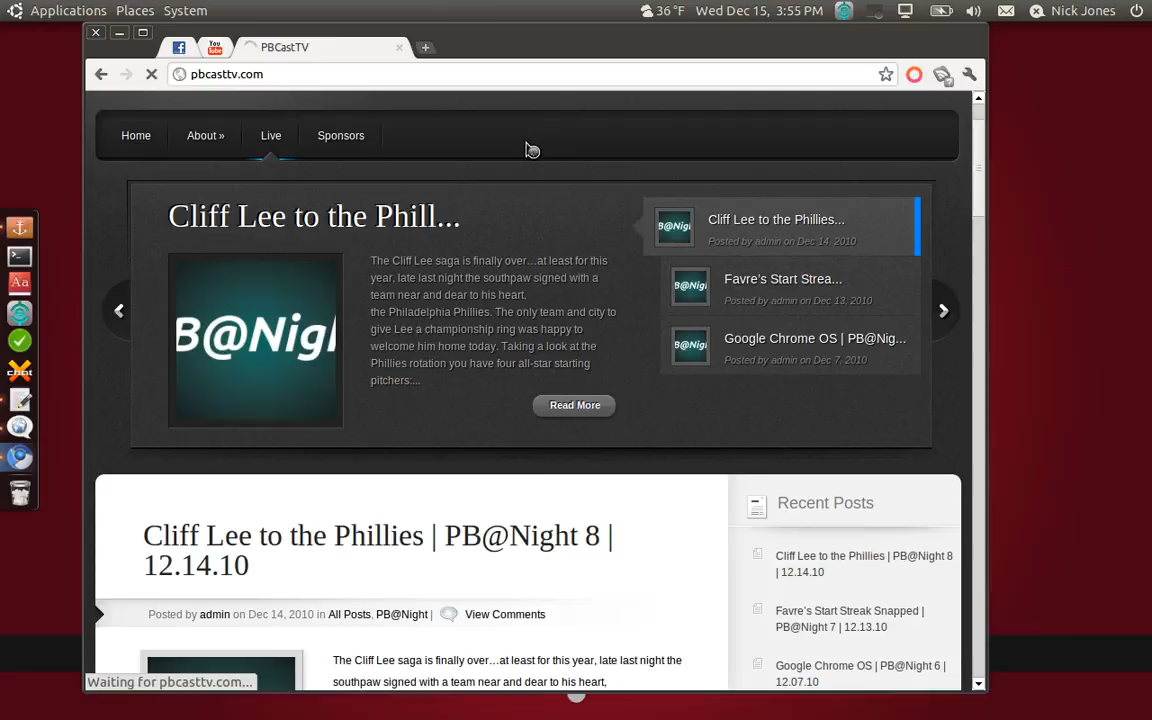 Applications Places System 36 °F Wed Dec 15, 3:55 PM Nick Jones
You Tube PBCastTV
pbcasttv.com
Home About » Live Sponsors
Cliff Lee to the Phill...
B@Nigh
The Cliff Lee saga is finally over…at least for this
year, late last night the southpaw signed with a
team near and dear to his heart.
the Philadelphia Phillies. The only team and city to
give Lee a championship ring was happy to
welcome him home today. Taking a look at the
Phillies rotation you have four all-star starting
pitchers:...
Read More
B@Nigh
Cliff Lee to the Phillies...
Posted by admin on Dec 14, 2010
B@Nigh
Favre's Start Strea...
Posted by admin on Dec 13, 2010
B@Nigh
Google Chrome OS | PB@Nig...
Posted by admin on Dec 7, 2010
Aa
chat
Cliff Lee to the Phillies | PB@Night 8 |
12.14.10
Posted by admin on Dec 14, 2010 in All Posts, PB@Night | View Comments
The Cliff Lee saga is finally over…at least for this year, late last night the
southpaw signed with a team near and dear to his heart,
Recent Posts
Cliff Lee to the Phillies | PB@Night 8
| 12.14.10
Favre's Start Streak Snapped |
PB@Night 7 | 12.13.10
Google Chrome OS | PB@Night 6 |
12.07.10
Waiting for pbcasttv.com...